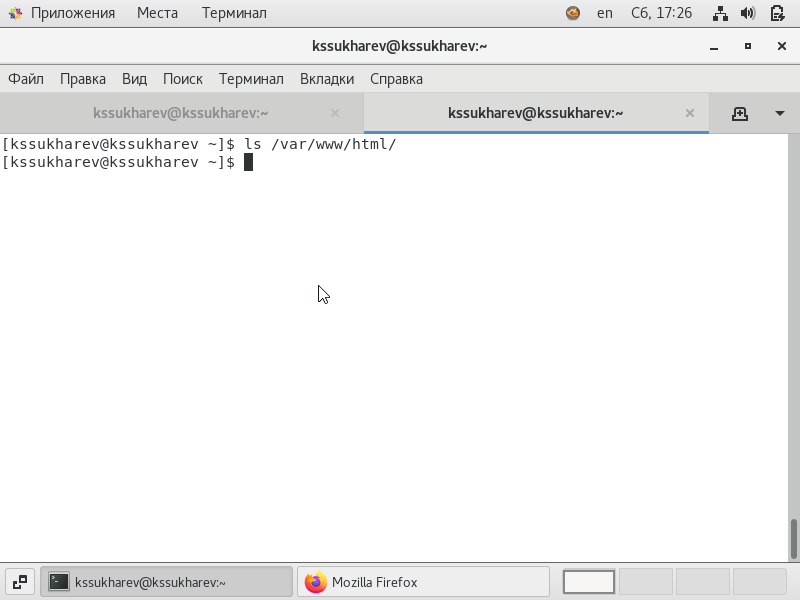 Приложения Места Терминал en Сб, 17:26
kssukharev@kssukharev:~
Файл Правка Вид Поиск Терминал Вкладки Справка
kssukharev@kssukharev:~ kssukharev@kssukharev:~
[kssukharev@kssukharev ~]$ ls /var/www/html/
[kssukharev@kssukharev ~]$
kssukharev@kssukharev:~ Mozilla Firefox